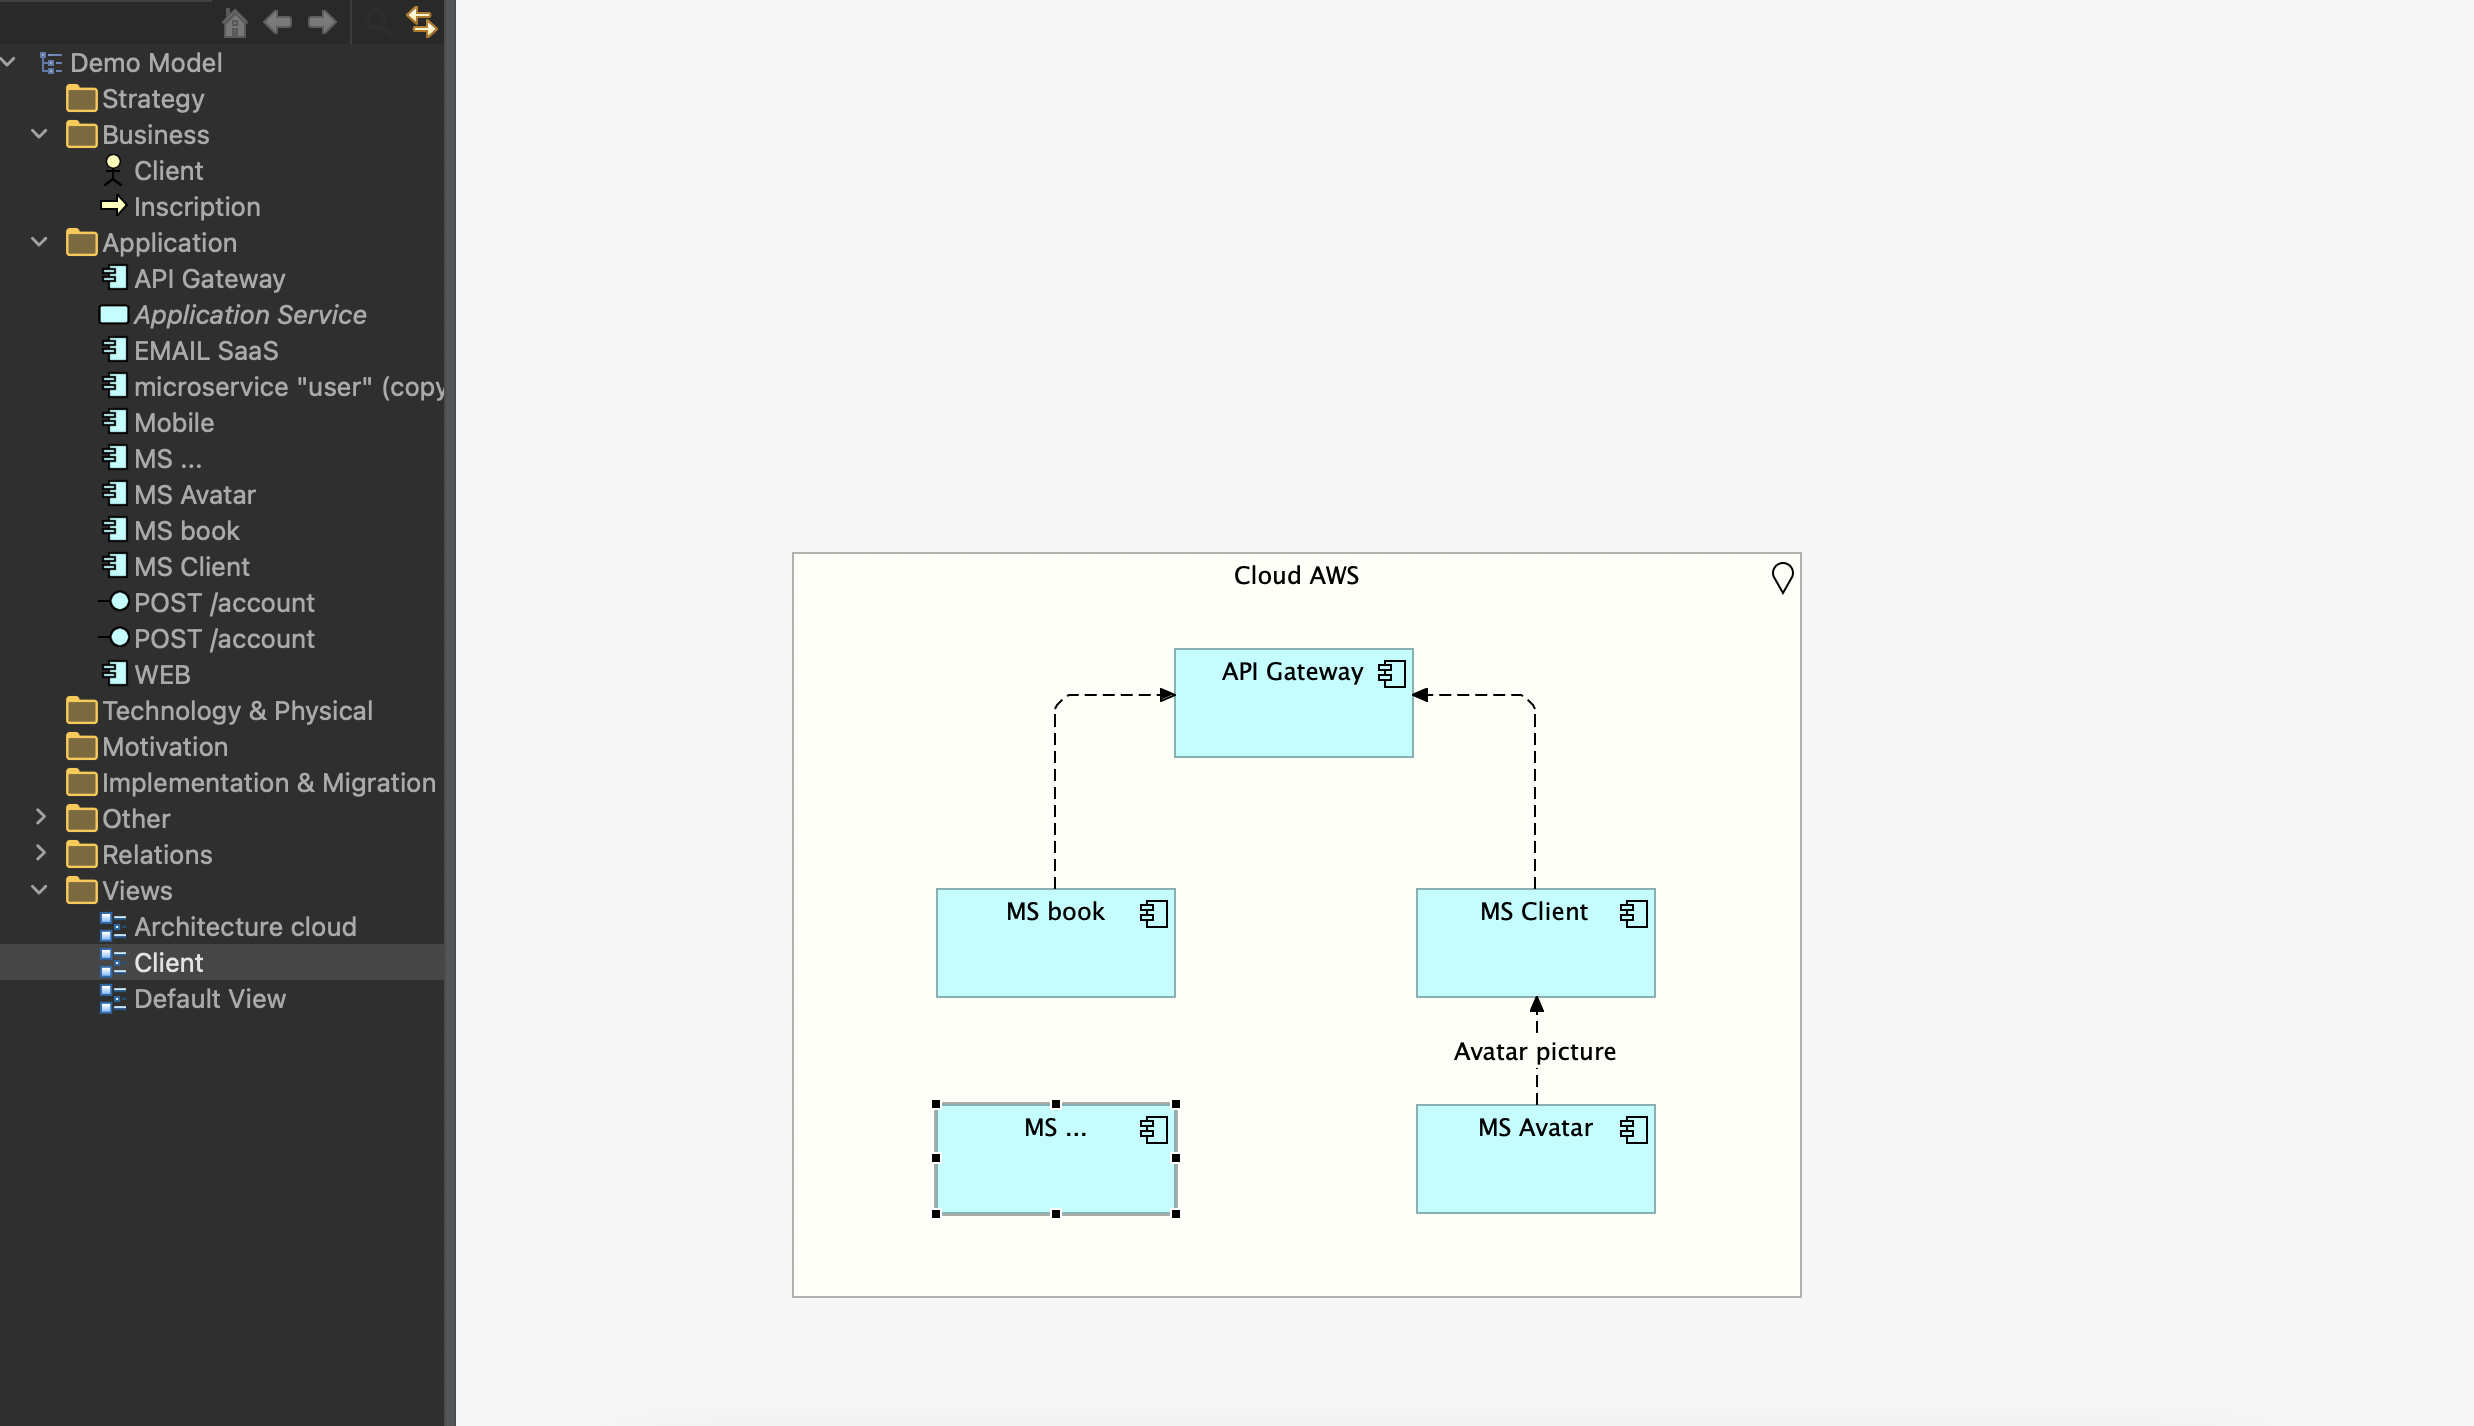 Demo Model
Strategy
Business
Client
Inscription
Application
API Gateway
Application Service
EMAIL SaaS
microservice "user" (copy
Mobile
MS ...
MS Avatar
MS book
MS Client
POST /account
POST /account
WEB
Technology & Physical
Motivation
Implementation & Migration
Other
Relations
Views
Architecture cloud
Client
Default View
Cloud AWS
API Gateway
MS book
MS Client
Avatar picture
MS ...
MS Avatar